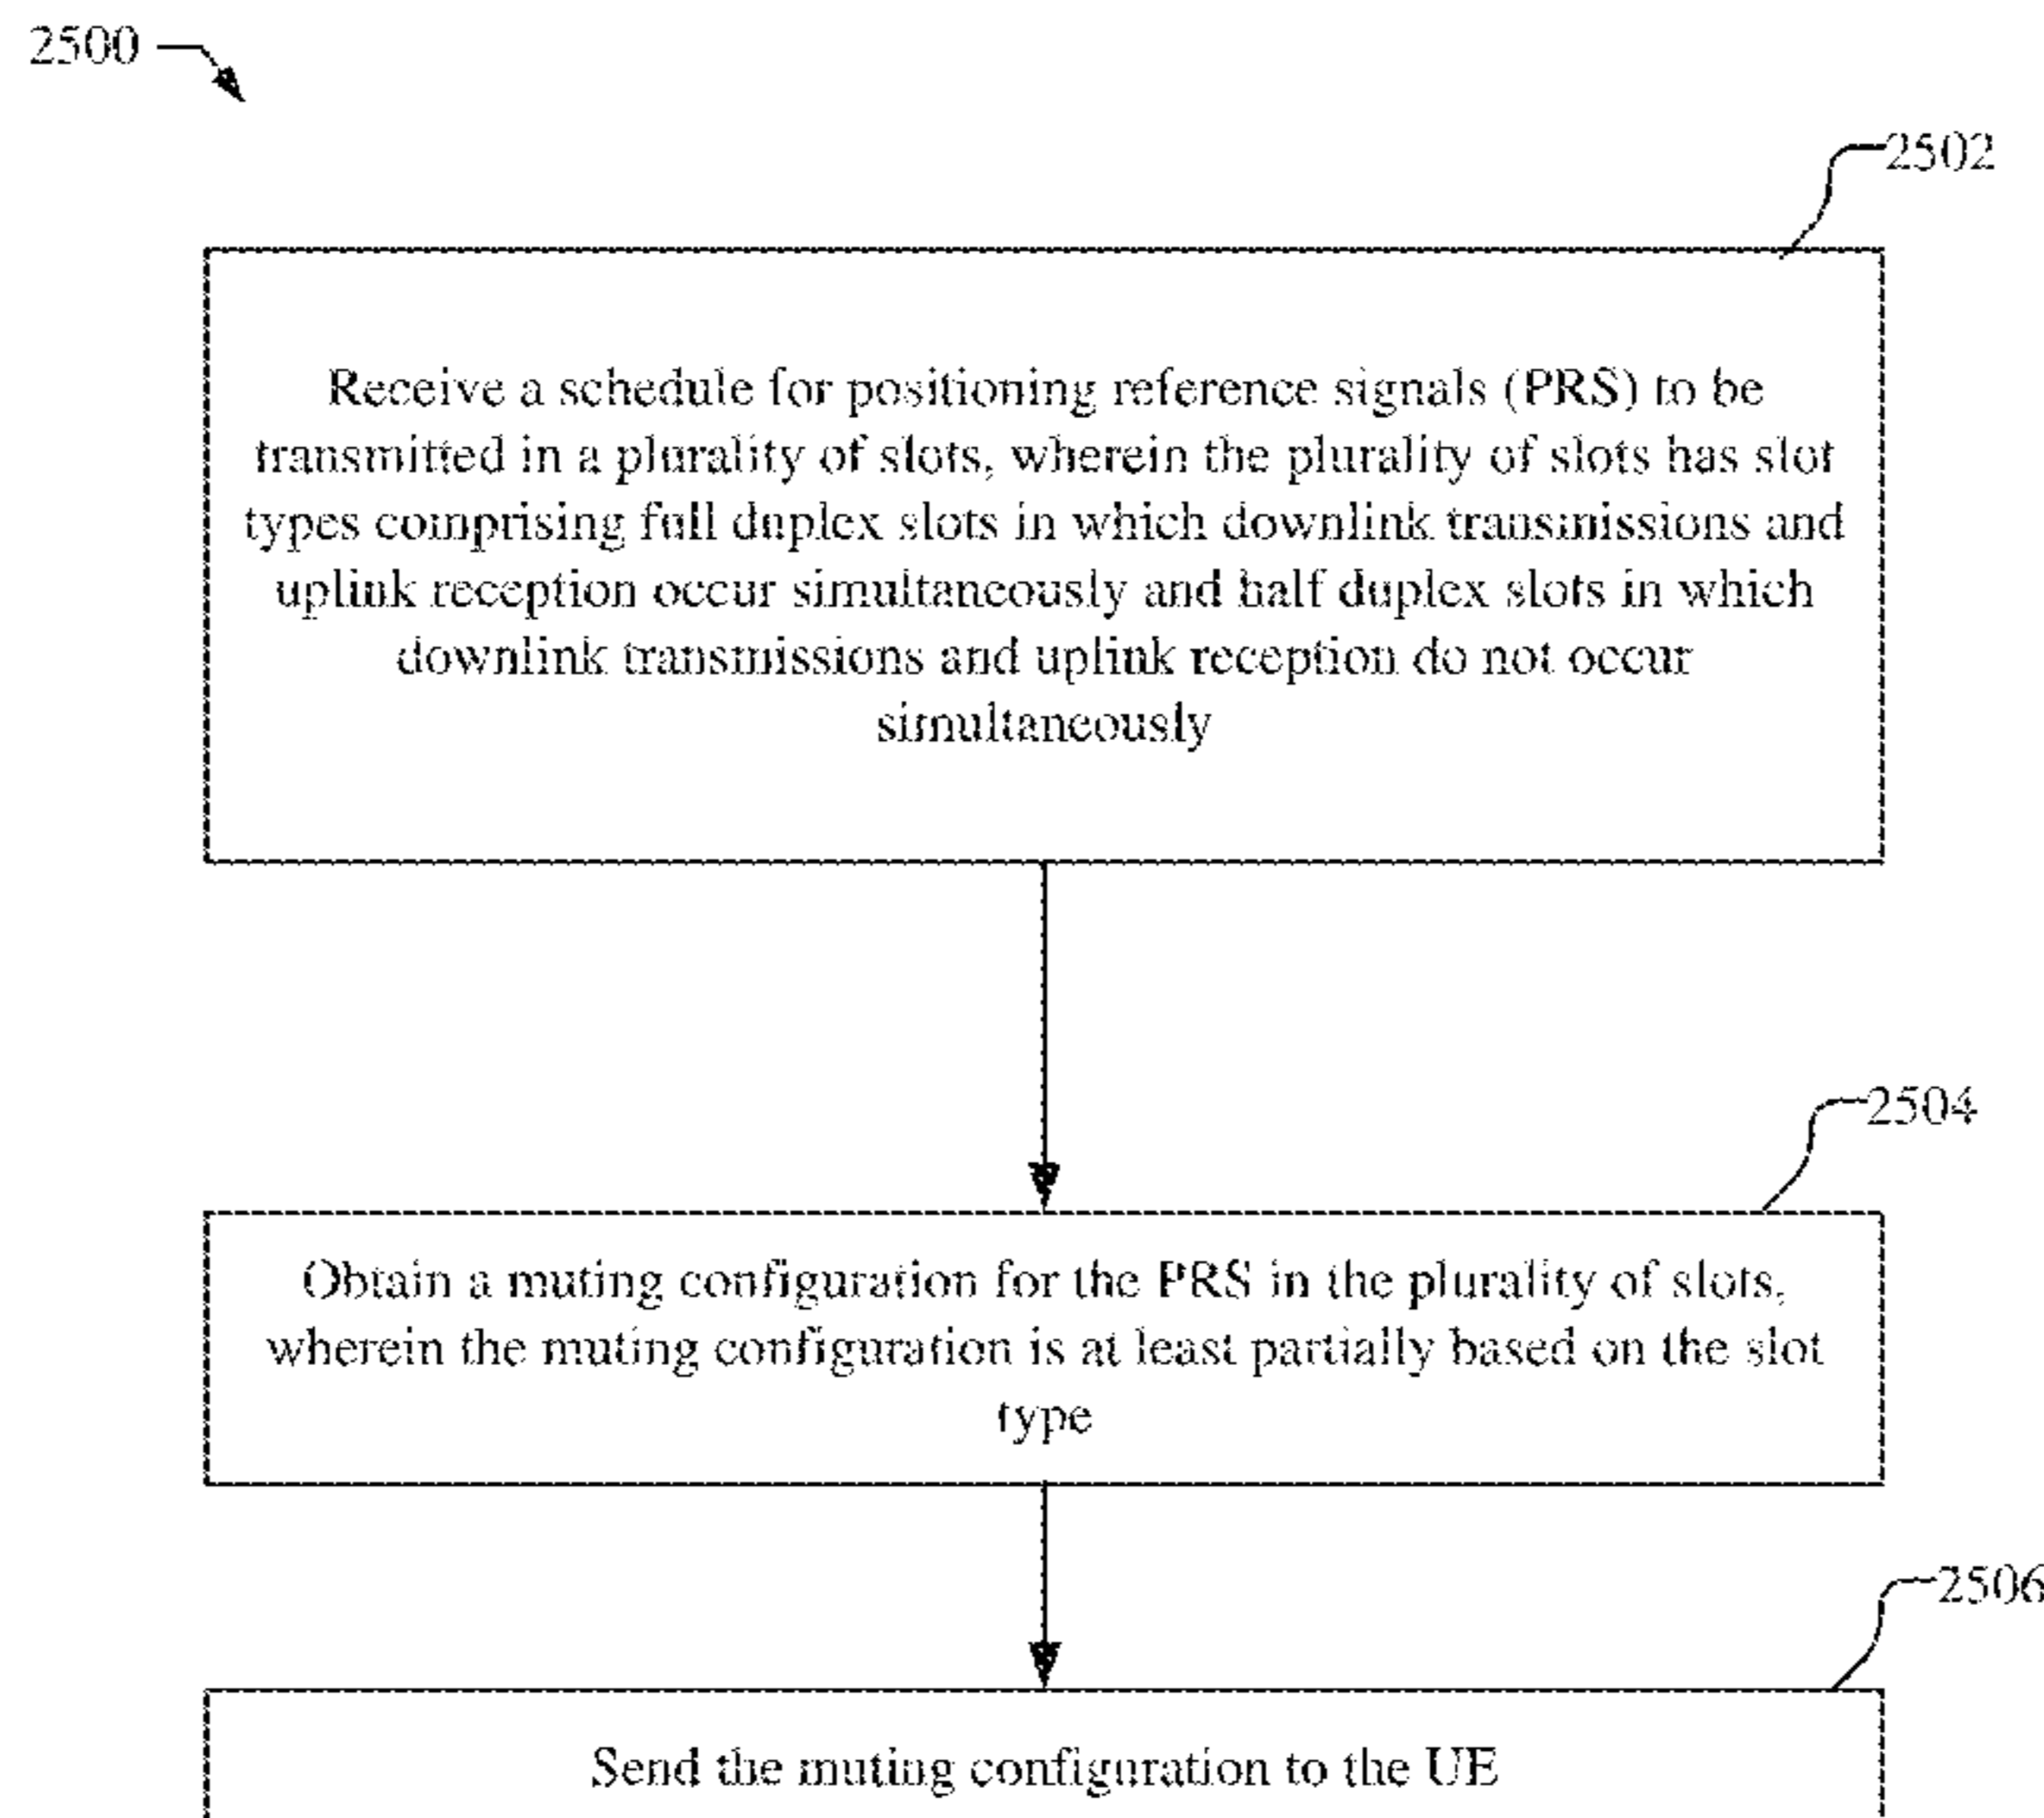 2500
2502
Receive a schedule for positioning reference signals (PRS) to be
transmitted in a plurality of slots, wherein the plurality of slots has slot
types comprising full duplex slots in which downlink transmissions and
uplink reception occur simultaneously and half duplex slots in which
downlink transmissions and uplink reception do not occur
simultaneously
2504
Obtain a muting configuration for the PRS in the plurality of slots,
wherein the muting configuration is at least partially based on the slot
type
2506
Send the muting configuration to the UE